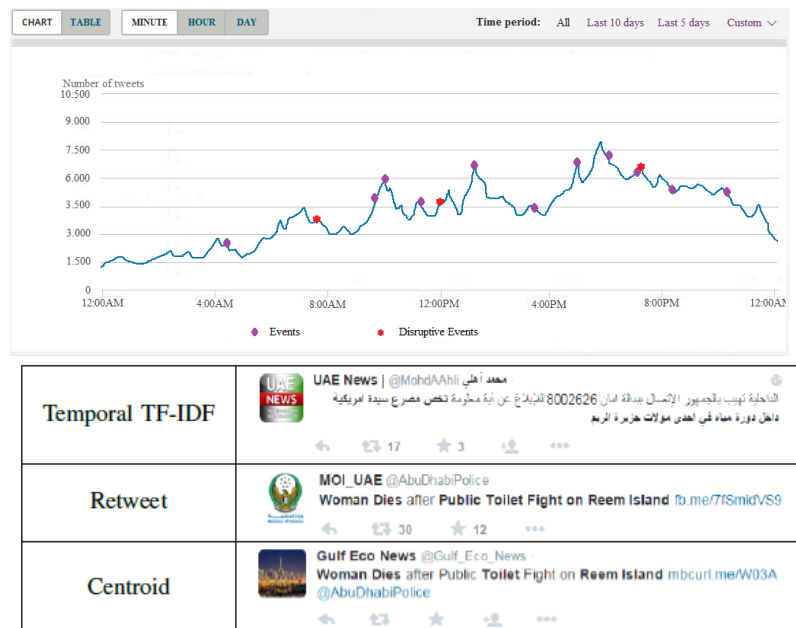 CHART TABLE MINUTE HOUR DAY Time period: All Last 10 days Last 5 days Custom
Number of tweets
10.500
9.000
7.500
6.000
3.500
3.000
1.500
0
12:00AM 4:00AM 8:00AM 12:00PM 4:00PM 8:00PM 12:00AM
Events Disruptive Events
Temporal TF-IDF
UAE NEWS
UAE News | @MohdAAhli محمد أهلي
الداخلية تهيب بالجمهور الإتصال ببدالة امان 8002626 للإبلاغ عن أية معلومة تخص مصرع سيدة امريكية
داخل دورة مياه في احدى مولات جزيرة الريم
17 3
Retweet
MOI_UAE @AbuDhabiPolice
Woman Dies after Public Toilet Fight on Reem Island fb.me/7fSmidVS9
30 12
Centroid
Gulf Eco News @Gulf_Eco_News
Woman Dies after Public Toilet Fight on Reem Island mbcurl.me/W03A
@AbuDhabiPolice